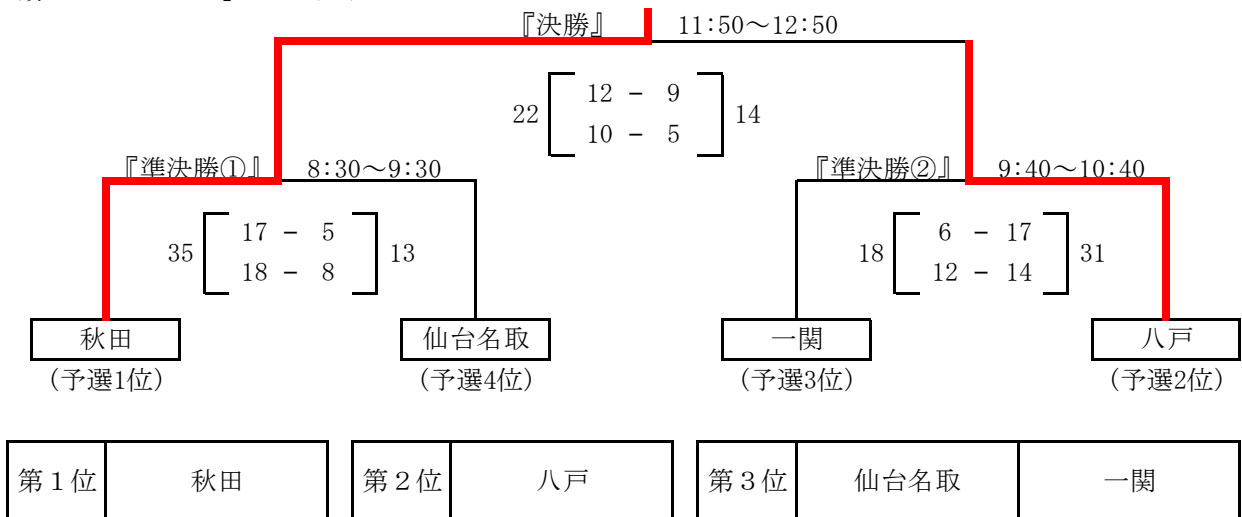 『決勝』 11:50～12:50
22 12 － 9 14
10 － 5
『準決勝①』 8:30～9:30 『準決勝②』 9:40～10:40
35 17 － 5 13 18 6 － 17 31
18 － 8 12 － 14
秋田 仙台名取 一関 八戸
(予選1位) (予選4位) (予選3位) (予選2位)
第１位 秋田 第２位 八戸 第３位 仙台名取 一関